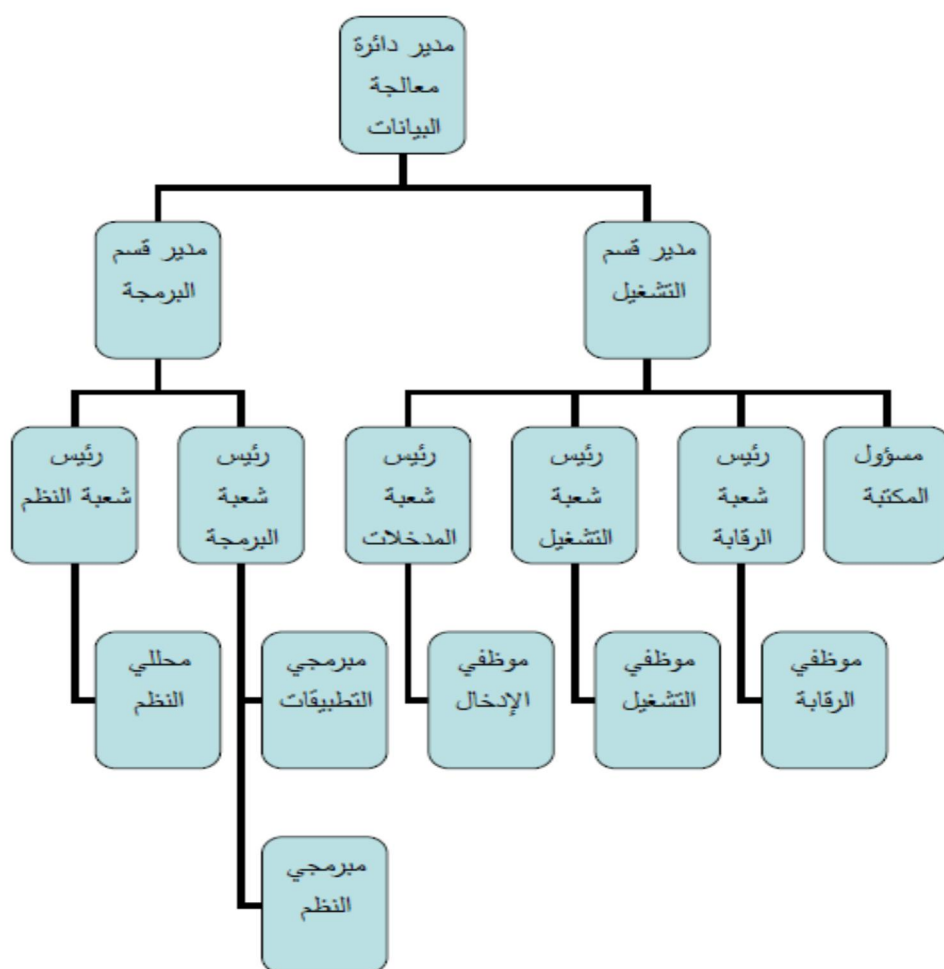 مدير دائرة
معالجة
البيانات
مدير قسم
التشغيل
مدير قسم
البرمجة
مسؤول
المكتبة
رئيس
شعبة
الرقابة
رئيس
شعبة
التشغيل
رئيس
شعبة
المدخلات
رئيس
شعبة
البرمجة
رئيس
شعبة النظم
موظفي
الرقابة
موظفي
التشغيل
موظفي
الإدخال
مبرمجي
التطبيقات
محللي
النظم
مبرمجي
النظم